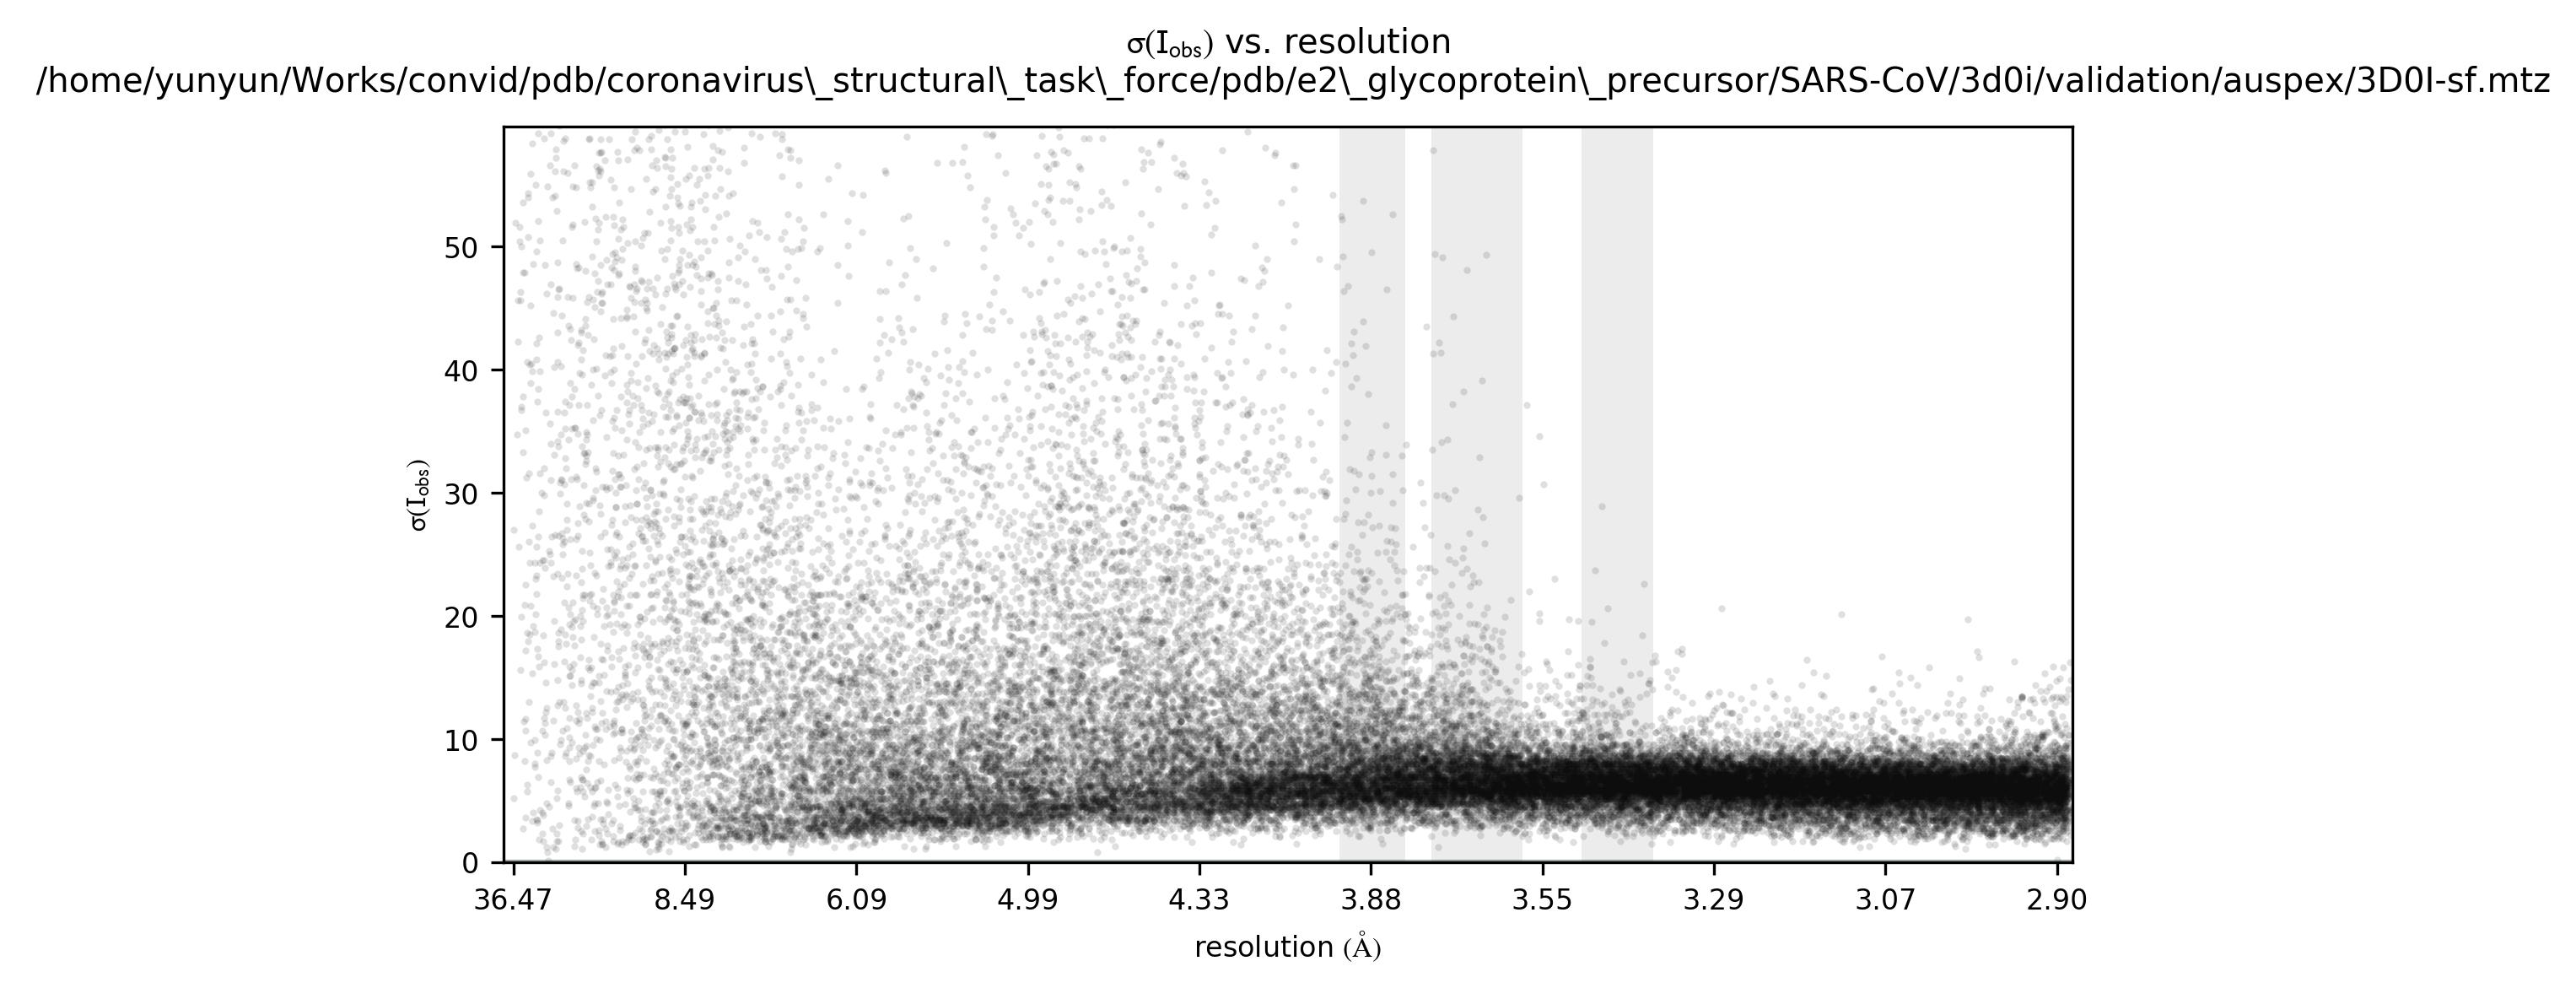 σ(I_obs) vs. resolution
/home/yunyun/Works/convid/pdb/coronavirus\_structural\_task\_force/pdb/e2\_glycoprotein\_precursor/SARS-CoV/3d0i/validation/auspex/3D0I-sf.mtz
50
40
30
20
10
0
σ(I_obs)
36.47 8.49 6.09 4.99 4.33 3.88 3.55 3.29 3.07 2.90
resolution (Å)